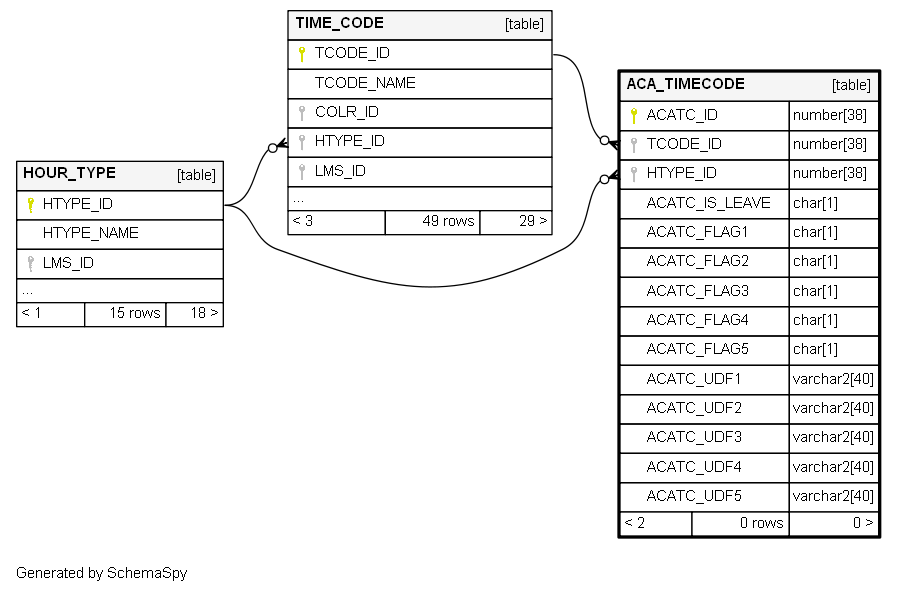 TIME_CODE [table]
TCODE_ID
TCODE_NAME
COLR_ID
HTYPE_ID
LMS_ID
...
< 3 49 rows 29 >
HOUR_TYPE [table]
HTYPE_ID
HTYPE_NAME
LMS_ID
...
< 1 15 rows 18 >
ACA_TIMECODE [table]
ACATC_ID number[38]
TCODE_ID number[38]
HTYPE_ID number[38]
ACATC_IS_LEAVE char[1]
ACATC_FLAG1 char[1]
ACATC_FLAG2 char[1]
ACATC_FLAG3 char[1]
ACATC_FLAG4 char[1]
ACATC_FLAG5 char[1]
ACATC_UDF1 varchar2[40]
ACATC_UDF2 varchar2[40]
ACATC_UDF3 varchar2[40]
ACATC_UDF4 varchar2[40]
ACATC_UDF5 varchar2[40]
< 2 0 rows 0 >
Generated by SchemaSpy